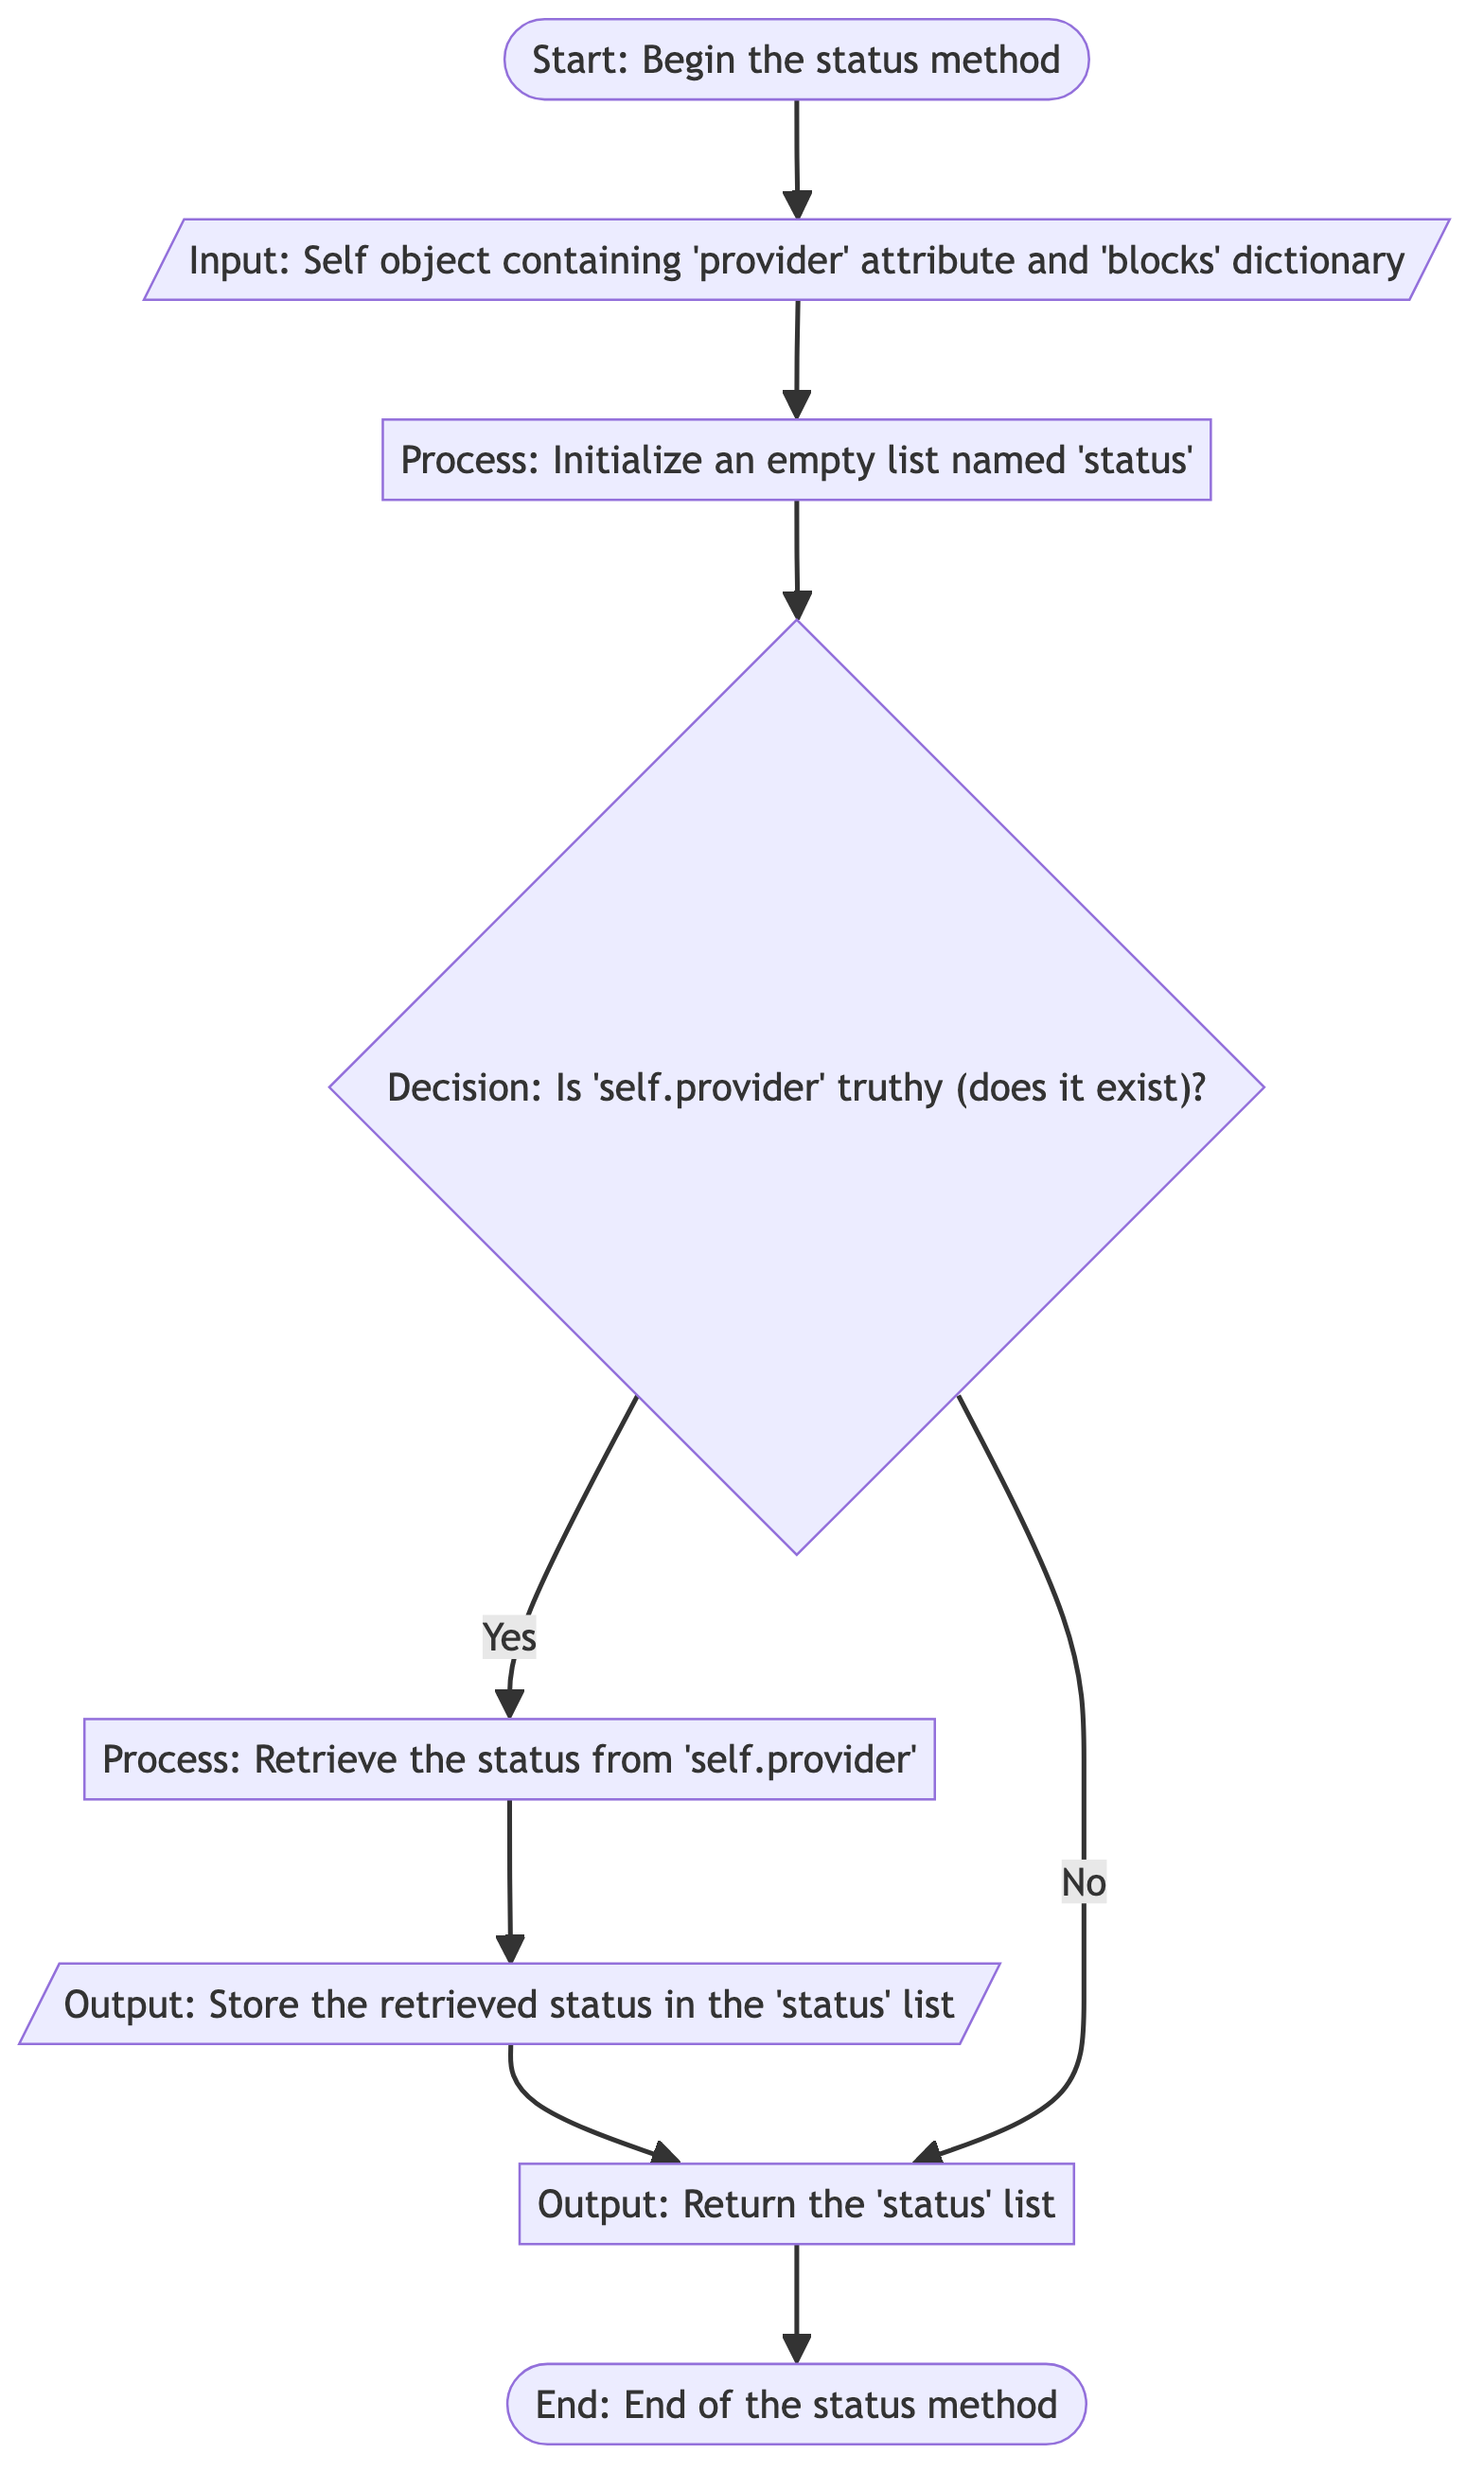 Start: Begin the status method
Input: Self object containing 'provider' attribute and 'blocks' dictionary
Process: Initialize an empty list named 'status'
Decision: Is 'self.provider' truthy (does it exist)?
Yes
Process: Retrieve the status from 'self.provider'
No
Output: Store the retrieved status in the 'status' list
Output: Return the 'status' list
End: End of the status method